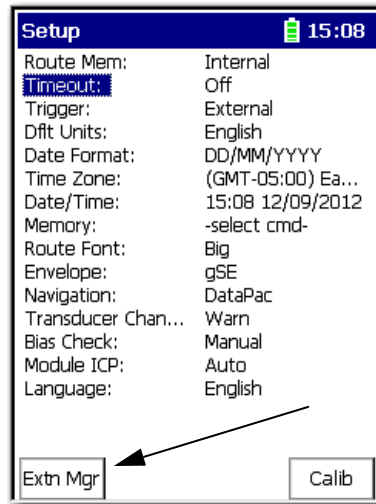 Setup 15:08
Route Mem: Internal
Timeout: Off
Trigger: External
Dflt Units: English
Date Format: DD/MM/YYYY
Time Zone: (GMT-05:00) Ea...
Date/Time: 15:08 12/09/2012
Memory: -select cmd-
Route Font: Big
Envelope: gSE
Navigation: DataPac
Transducer Chan... Warn
Bias Check: Manual
Module ICP: Auto
Language: English
Extn Mgr Calib